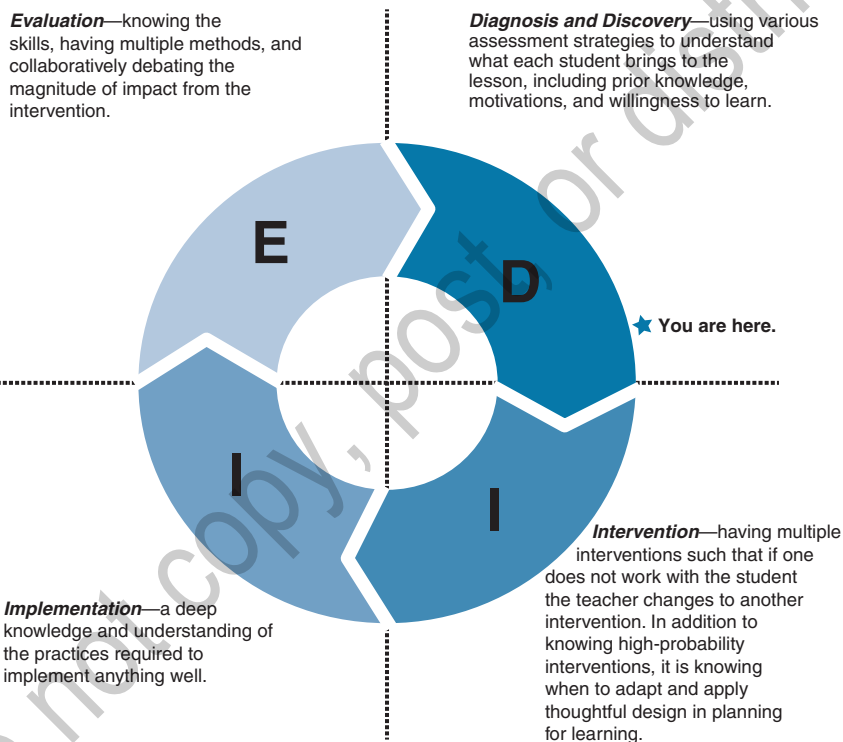 Evaluation—knowing the
skills, having multiple methods, and
collaboratively debating the
magnitude of impact from the
intervention.
Diagnosis and Discovery—using various
assessment strategies to understand
what each student brings to the
lesson, including prior knowledge,
motivations, and willingness to learn.
E
D
You are here.
I
I
Implementation—a deep
knowledge and understanding of
the practices required to
implement anything well.
Intervention—having multiple
interventions such that if one
does not work with the student
the teacher changes to another
intervention. In addition to
knowing high-probability
interventions, it is knowing
when to adapt and apply
thoughtful design in planning
for learning.
not copy, post, or